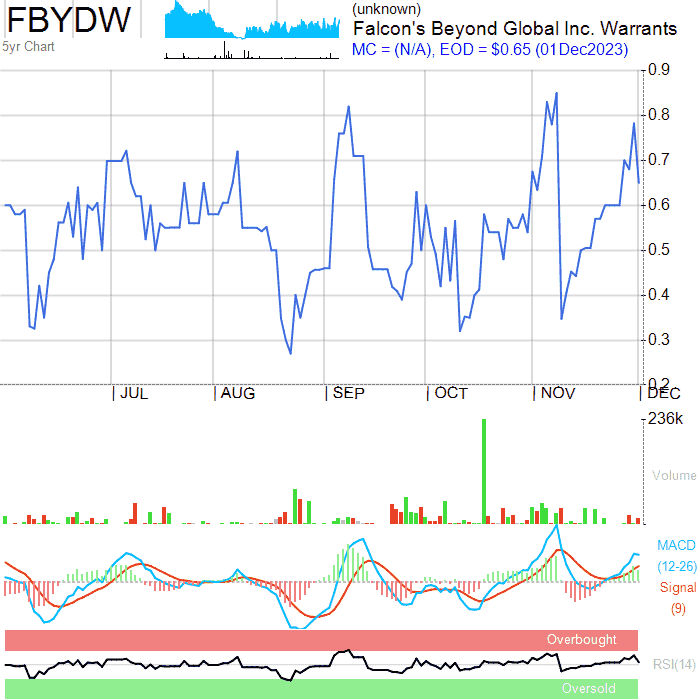 FBYDW
5yr Chart
(unknown)
Falcon's Beyond Global Inc. Warrants
MC = (N/A), EOD = $0.65 (01Dec2023)
0.9
0.8
0.7
0.6
0.5
0.4
0.3
0.2
JUL AUG SEP OCT NOV DEC
236k
Volume
MACD
(12-26)
Signal
(9)
Overbought
RSI(14)
Oversold